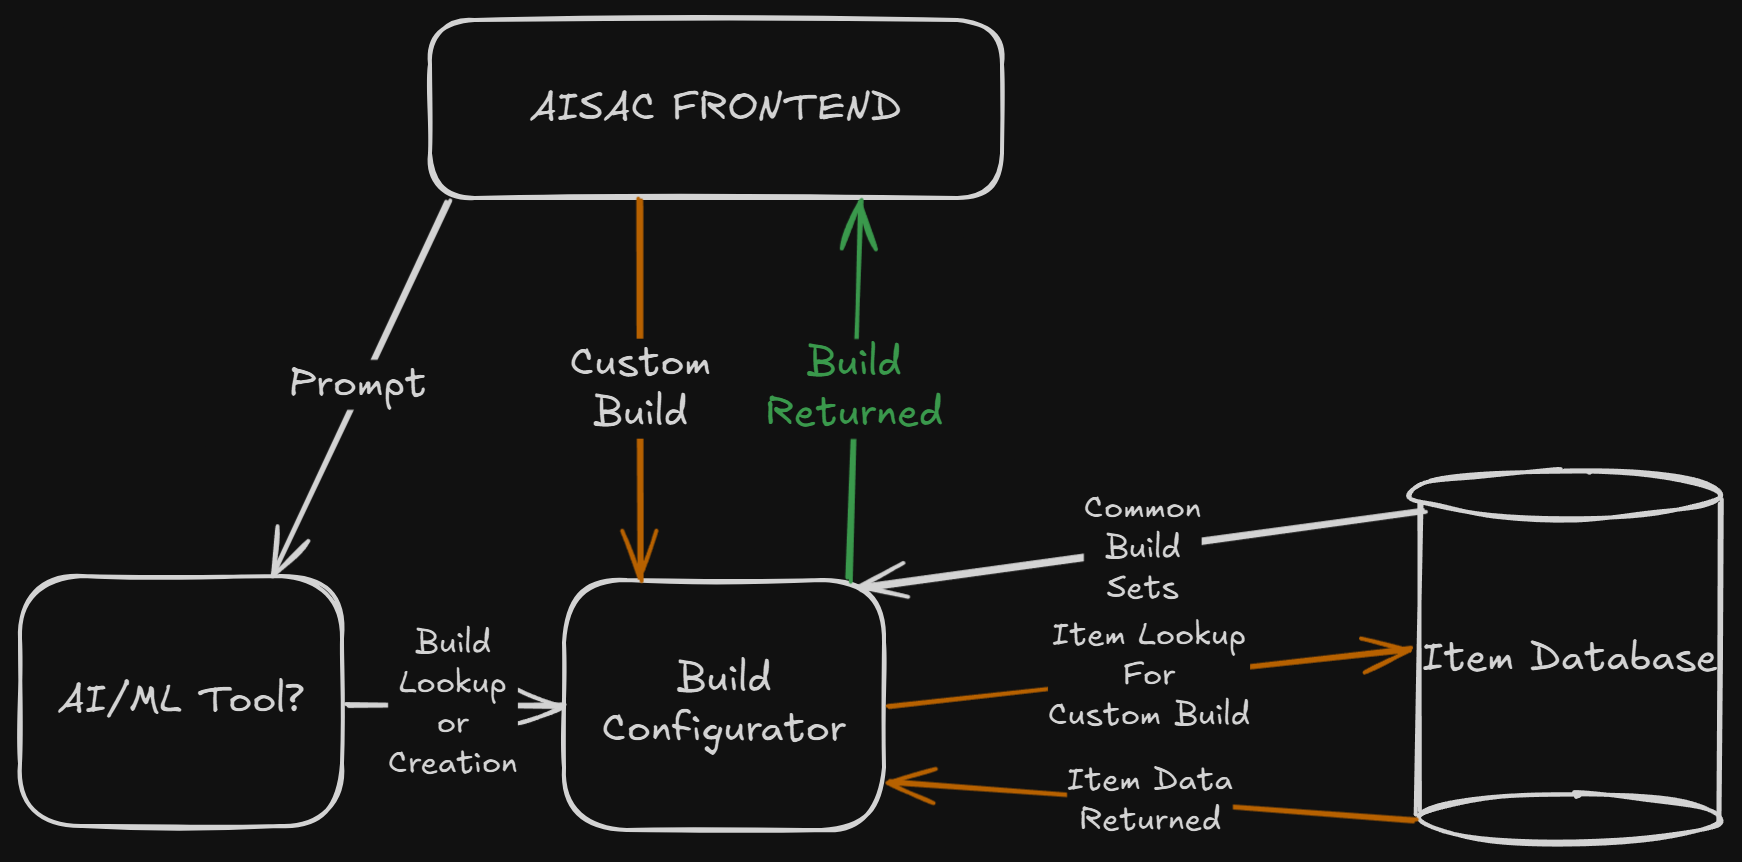 AISAC FRONTEND
Prompt
Custom
Build
Build
Returned
Common
Build
Sets
Item Lookup
For
Custom Build
Item Data
Returned
Item Database
AI/ML Tool?
Build
Lookup
or
Creation
Build
Configurator